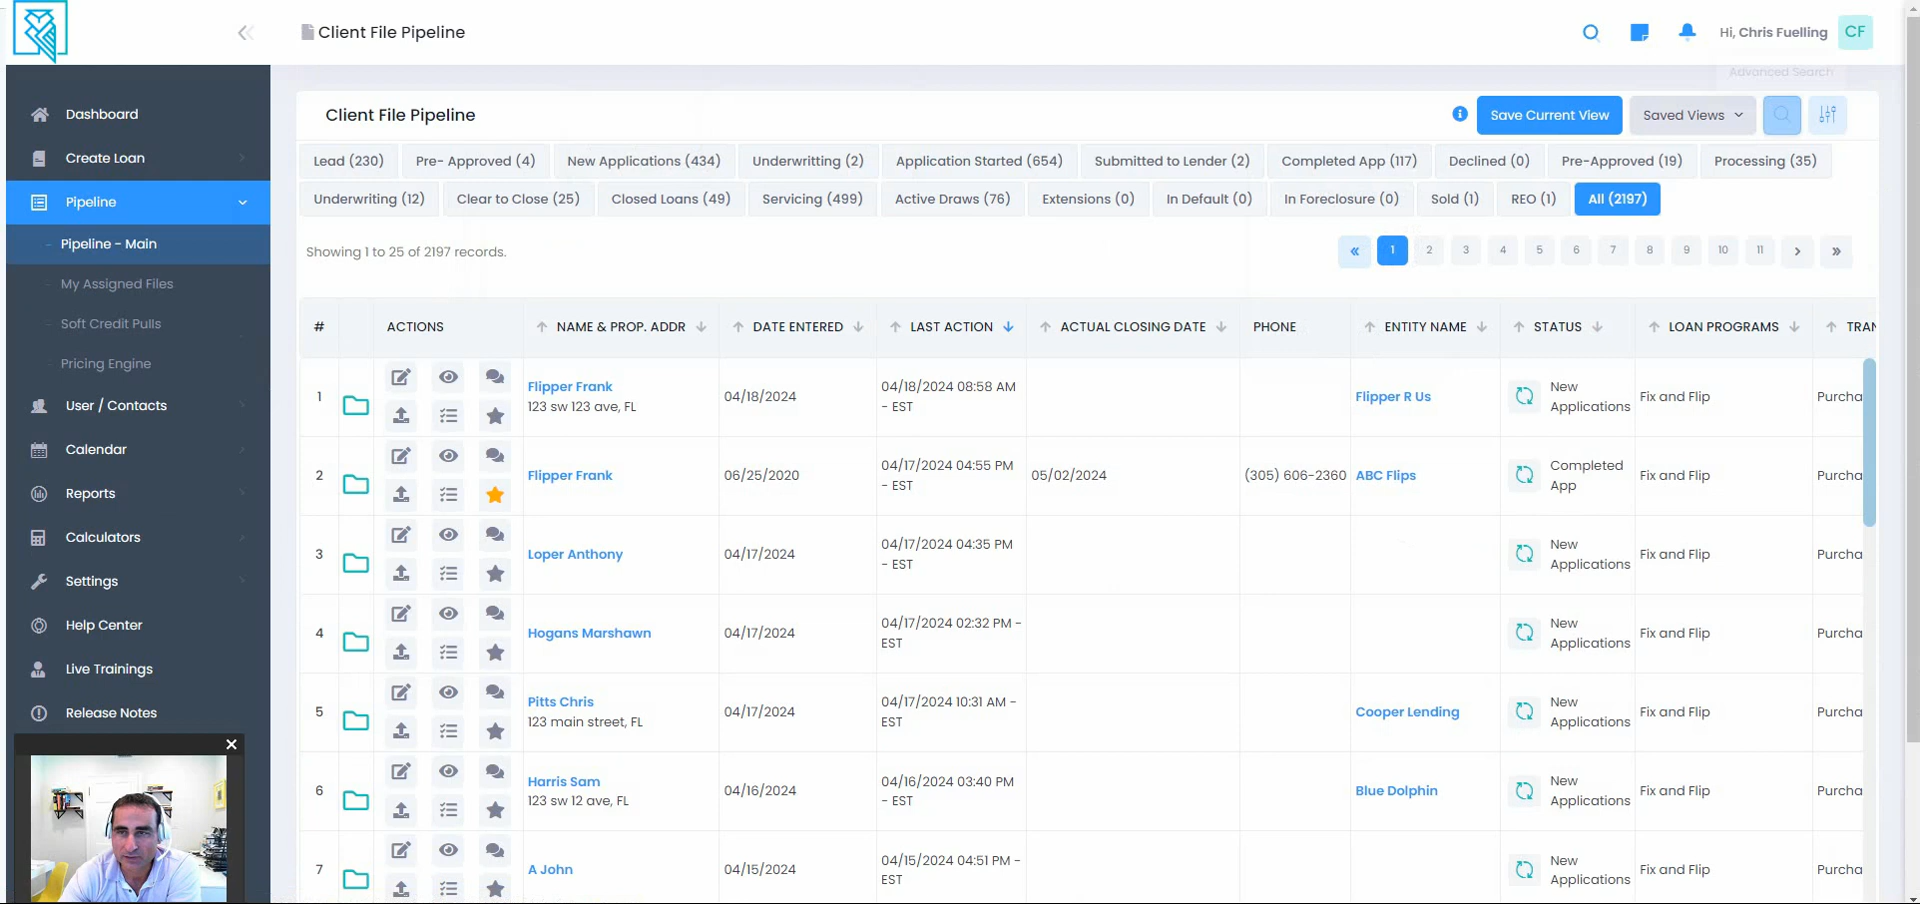 Client File Pipeline
Hi, Chris Fuelling
CF
Advanced Search
Dashboard
Create Loan
Pipeline
Pipeline - Main
My Assigned Files
Soft Credit Pulls
Pricing Engine
User / Contacts
Calendar
Reports
Calculators
Settings
Help Center
Live Trainings
Release Notes
Client File Pipeline
Save Current View
Saved Views
Lead (230)
Pre- Approved (4)
New Applications (434)
Underwritting (2)
Application Started (654)
Submitted to Lender (2)
Completed App (117)
Declined (0)
Pre-Approved (19)
Processing (35)
Underwriting (12)
Clear to Close (25)
Closed Loans (49)
Servicing (499)
Active Draws (76)
Extensions (0)
In Default (0)
In Foreclosure (0)
Sold (1)
REO (1)
All (2197)
Showing 1 to 25 of 2197 records.
« 1 2 3 4 5 6 7 8 9 10 11 > »
# ACTIONS NAME & PROP. ADDR DATE ENTERED LAST ACTION ACTUAL CLOSING DATE PHONE ENTITY NAME STATUS LOAN PROGRAMS TRAN
1
Flipper Frank
123 sw 123 ave, FL
04/18/2024
04/18/2024 08:58 AM
- EST
Flipper R Us
New
Applications
Fix and Flip
Purcha
2
Flipper Frank
06/25/2020
04/17/2024 04:55 PM
- EST
05/02/2024
(305) 606-2360
ABC Flips
Completed
App
Fix and Flip
Purcha
3
Loper Anthony
04/17/2024
04/17/2024 04:35 PM
- EST
New
Applications
Fix and Flip
Purcha
4
Hogans Marshawn
04/17/2024
04/17/2024 02:32 PM -
EST
New
Applications
Fix and Flip
Purcha
5
Pitts Chris
123 main street, FL
04/17/2024
04/17/2024 10:31 AM -
EST
Cooper Lending
New
Applications
Fix and Flip
Purcha
6
Harris Sam
123 sw 12 ave, FL
04/16/2024
04/16/2024 03:40 PM
- EST
Blue Dolphin
New
Applications
Fix and Flip
Purcha
7
A John
04/15/2024
04/15/2024 04:51 PM -
EST
New
Applications
Fix and Flip
Purcha